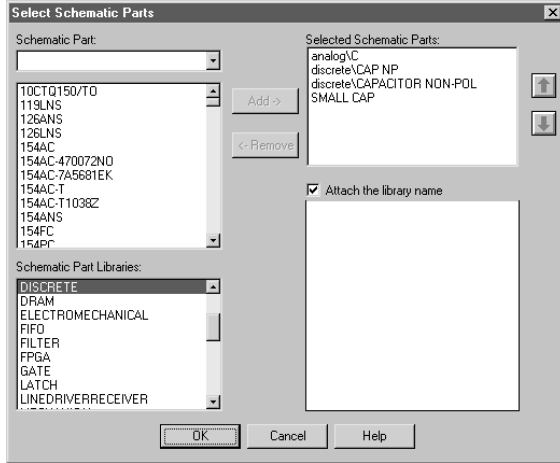 Select Schematic Parts
Schematic Part:
10CTQ150/TO
119LNS
126ANS
126LNS
154AC
154AC-470072NO
154AC-7A5681EK
154AC-T
154AC-T1038Z
154ANS
154FC
154PC
Add ->
<- Remove
Selected Schematic Parts:
analog\C
discrete\CAP NP
discrete\CAPACITOR NON-POL
SMALL CAP
Attach the library name
Schematic Part Libraries:
DISCRETE
DRAM
ELECTROMECHANICAL
FIFO
FILTER
FPGA
GATE
LATCH
LINEDRIVERRECEIVER
OK
Cancel
Help